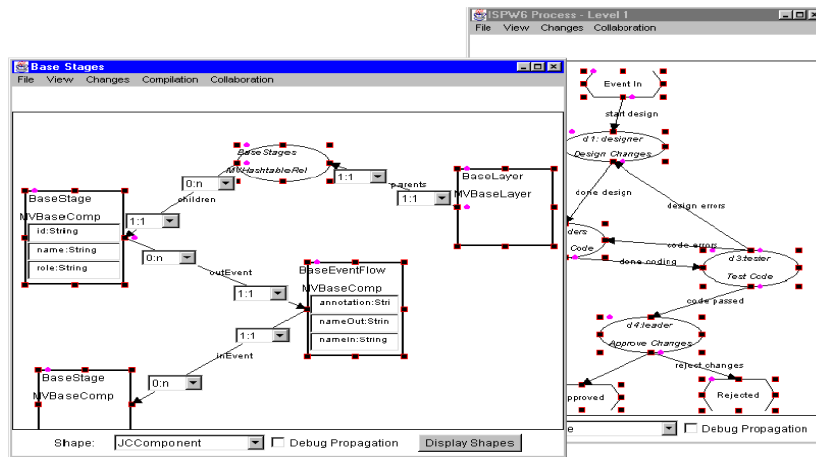 ISPW6 Process - Level 1
File View Changes Collaboration
Base Stages
File View Changes Compilation Collaboration
BaseStages
MVHashtableRel
0:n
children
1:1
1:1
parents
1:1
BaseLayer
MVBaseLayer
BaseStage
MVBaseComp
id:String
name:String
role:String
0:n
outEvent
1:1
BaseEventFlow
MVBaseComp
annotation:Stri
nameOut:Strin
nameIn:String
1:1
inEvent
0:n
BaseStage
MVBaseComp
Shape: JCComponent Debug Propagation Display Shapes
Event In
start design
d1:designer
Design Changes
done design
design errors
ders
Code
code errors
done coding
d3:tester
Test Code
code passed
d4:leader
Approve Changes
reject changes
pproved
Rejected
e Debug Propagation